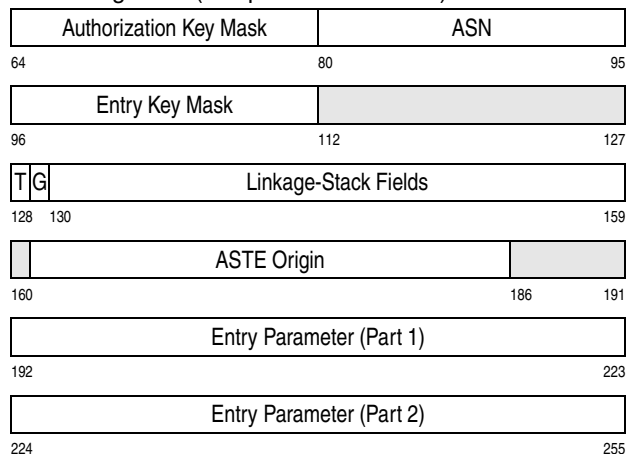 Authorization Key Mask ASN
64 80 95
Entry Key Mask
96 112 127
T G Linkage-Stack Fields
128 130 159
ASTE Origin
160 186 191
Entry Parameter (Part 1)
192 223
Entry Parameter (Part 2)
224 255